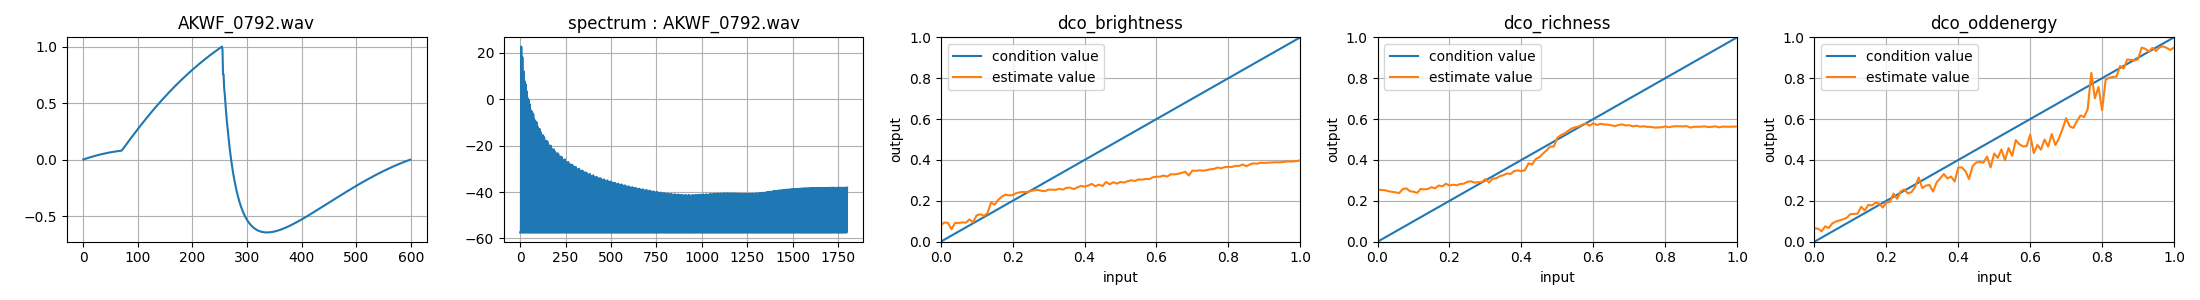 AKWF_0792.wav
1.0
0.5
0.0
−0.5
0 100 200 300 400 500 600
spectrum : AKWF_0792.wav
20
0
−20
−40
−60
0 250 500 750 1000 1250 1500 1750
dco_brightness
condition value
estimate value
output
1.0
0.8
0.6
0.4
0.2
0.0
0.0 0.2 0.4 0.6 0.8 1.0
input
dco_richness
condition value
estimate value
output
1.0
0.8
0.6
0.4
0.2
0.0
0.0 0.2 0.4 0.6 0.8 1.0
input
dco_oddenergy
condition value
estimate value
output
1.0
0.8
0.6
0.4
0.2
0.0
0.0 0.2 0.4 0.6 0.8 1.0
input